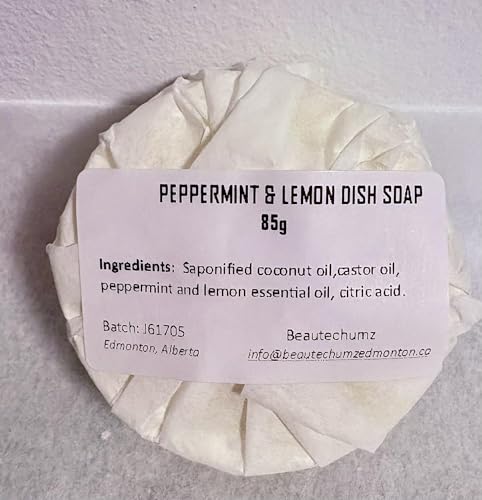 PEPPERMINT & LEMON DISH SOAP
85g
Ingredients: Saponified coconut oil,castor oil,
peppermint and lemon essential oil, citric acid.
Batch: J6170S
Beautechumz
Edmonton, Alberta
info@beautechumzedmonton.ca